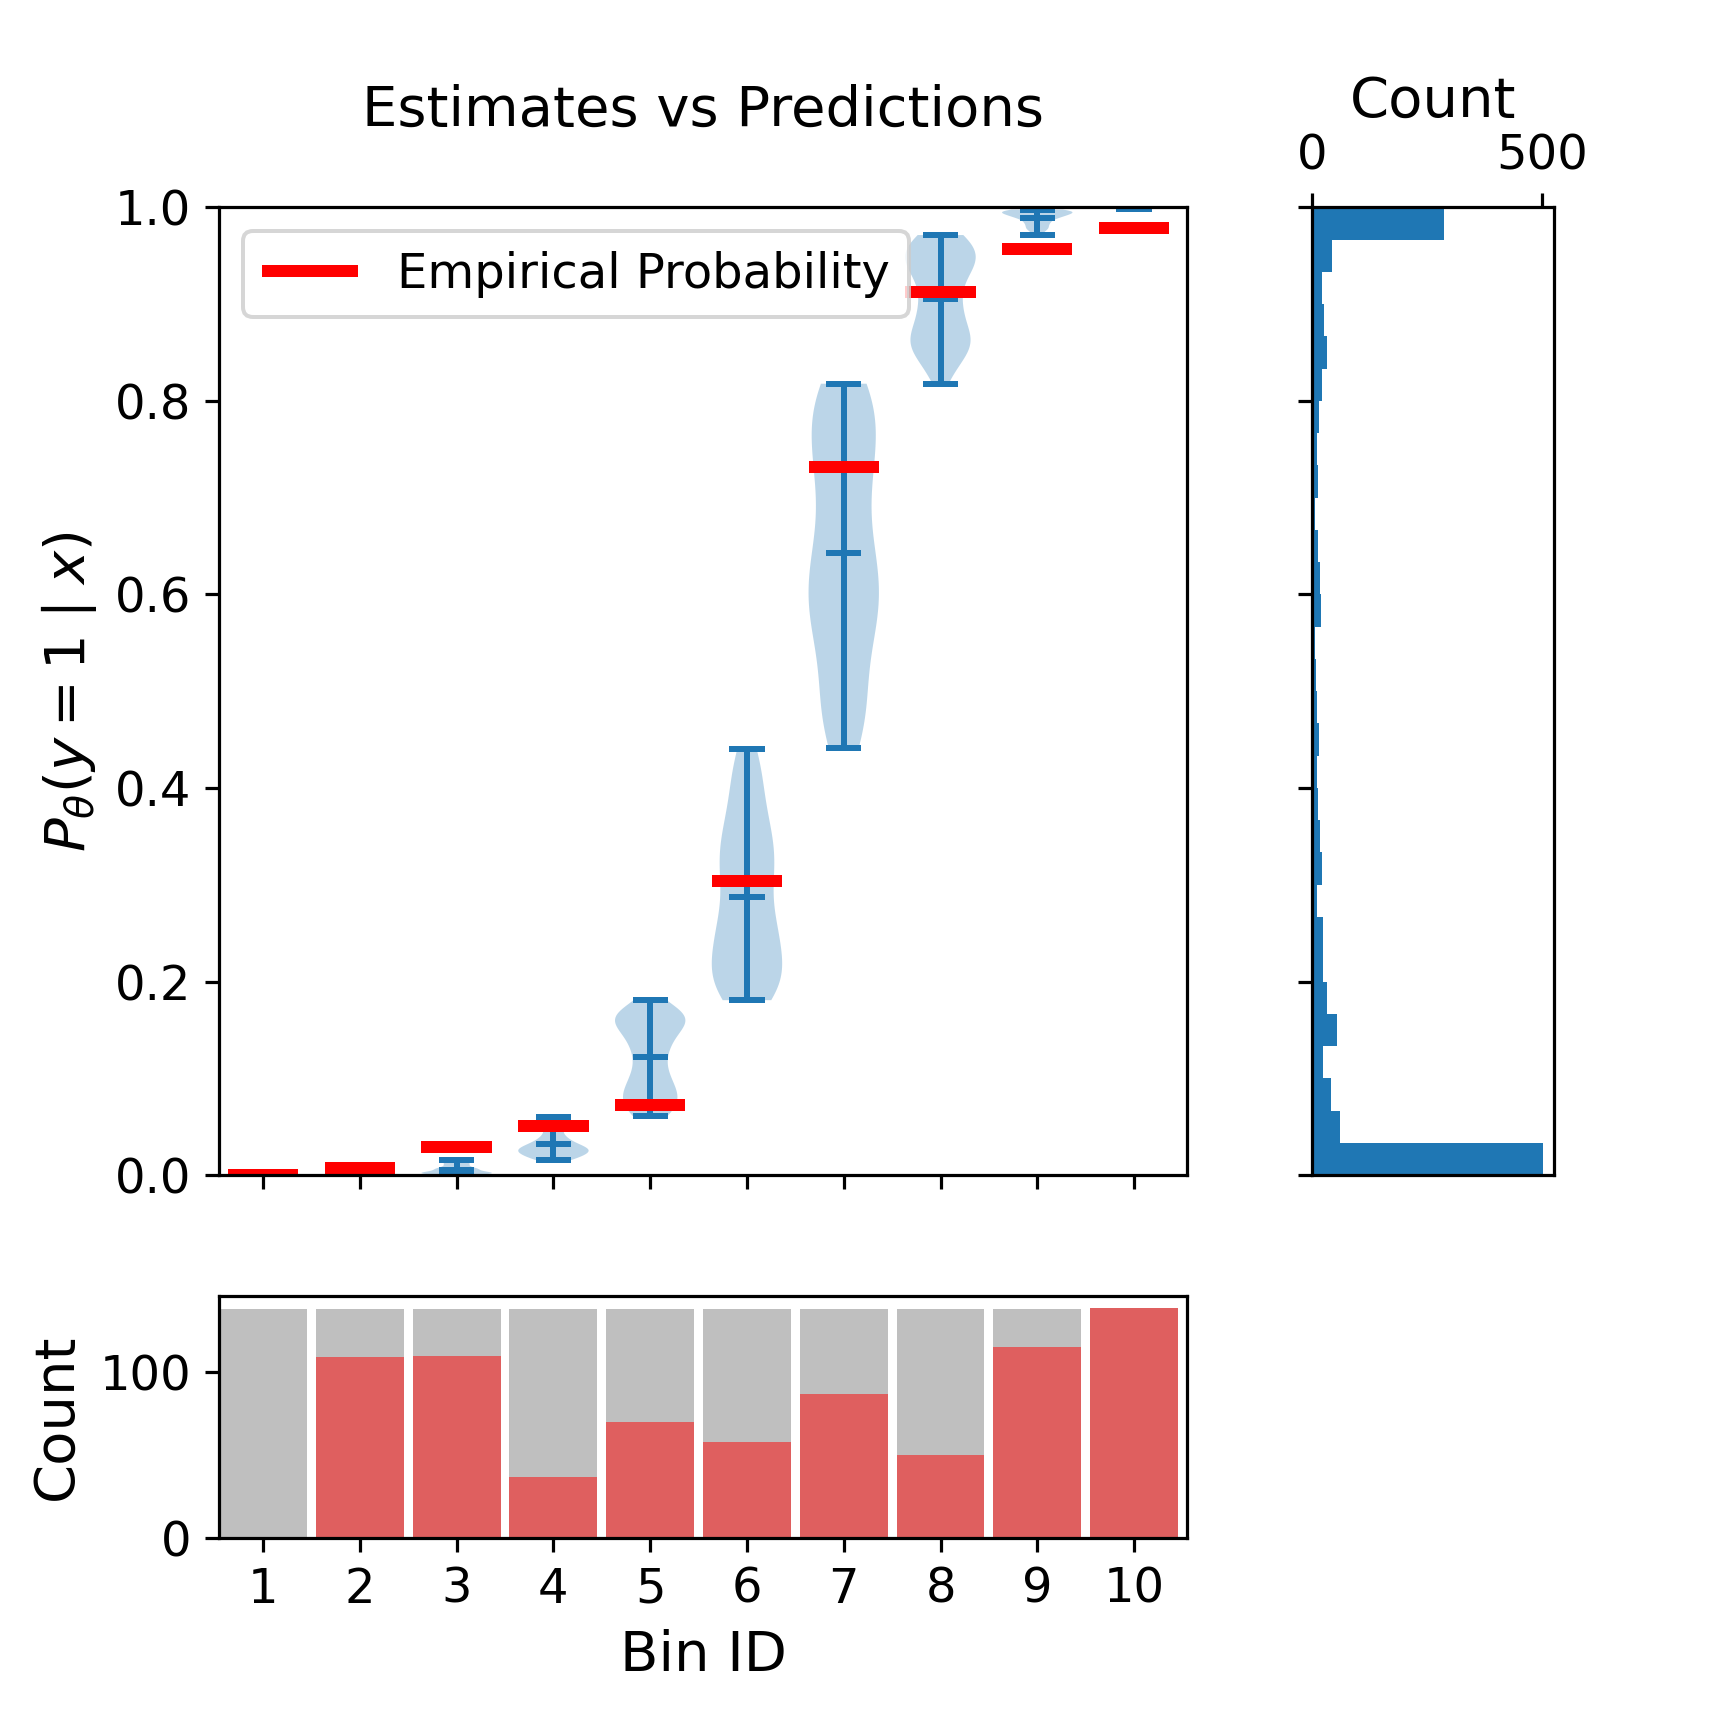 Estimates vs Predictions
Count
0 500
1.0
0.8
0.6
0.4
0.2
0.0
Empirical Probability
P_θ(y = 1 | x)
Count
100
0
1 2 3 4 5 6 7 8 9 10
Bin ID